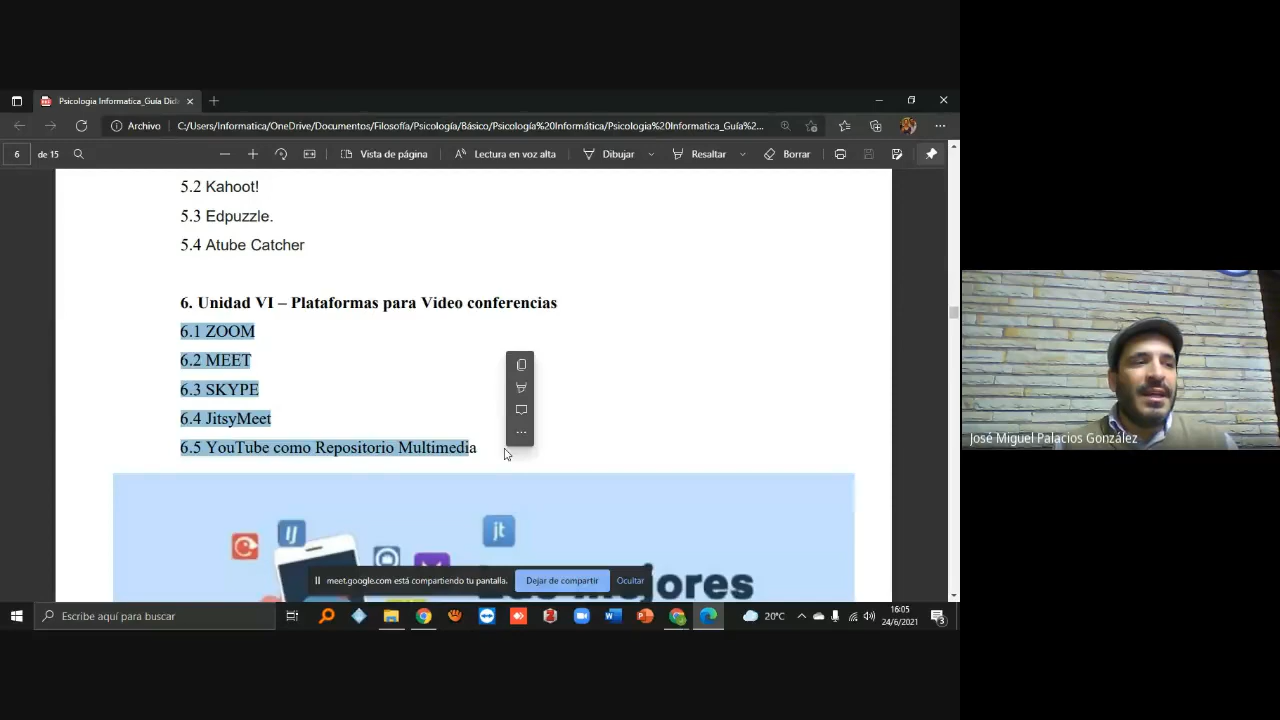 Psicologia Informatica_Guía Did
Archivo
C:/Users/Informatica/OneDrive/Documentos/Filosofía/Psicología/Básico/Psicología%20Informática/Psicologia%20Informatica_Guía%2...
6
de 15
Vista de página
Lectura en voz alta
Dibujar
Resaltar
Borrar
5.2 Kahoot!
5.3 Edpuzzle.
5.4 Atube Catcher
6. Unidad VI – Plataformas para Video conferencias
6.1 ZOOM
6.2 MEET
6.3 SKYPE
6.4 JitsyMeet
6.5 YouTube como Repositorio Multimedia
José Miguel Palacios González
jt
meet.google.com está compartiendo tu pantalla.
Dejar de compartir
Ocultar
mejores
Escribe aquí para buscar
20°C
16:05
24/6/2021
3